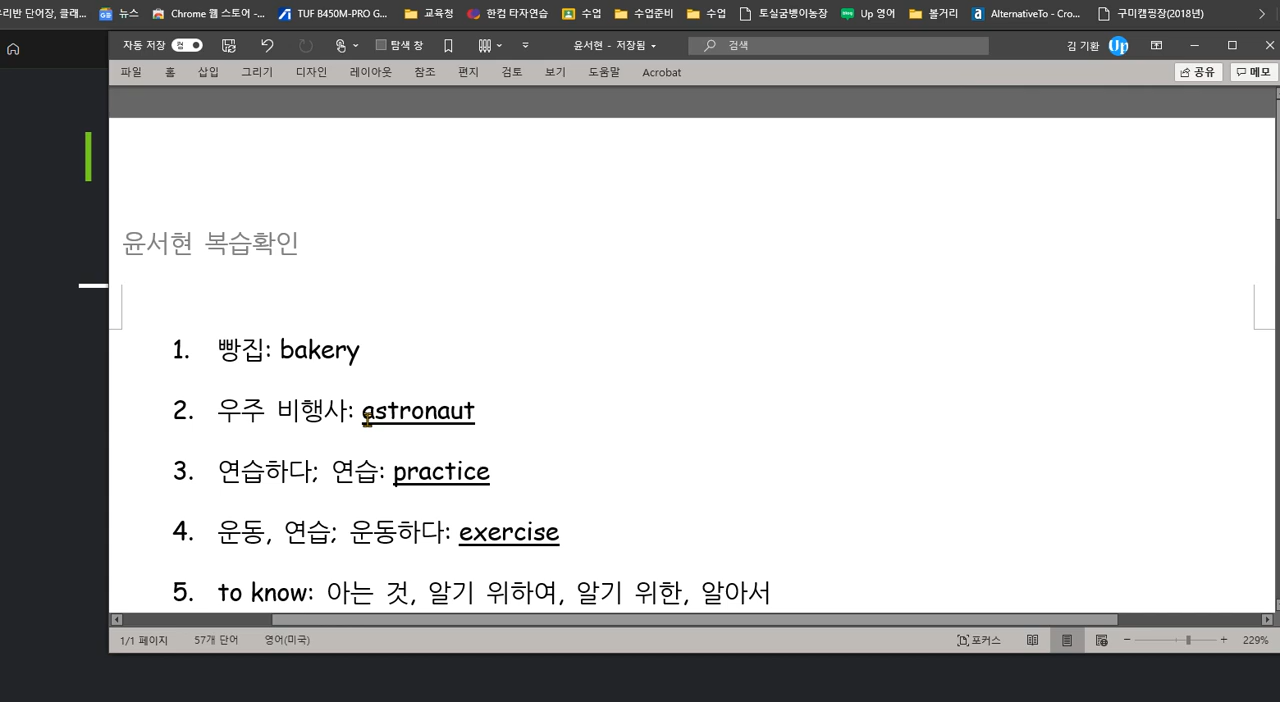 우리반 단어장, 클래... 뉴스 Chrome 웹 스토어 -... TUF B450M-PRO G... 교육청 한컴 타자연습 수업 수업준비 수집 토실굼벵이농장 Up 영어 볼거리 AlternativeTo - Cro... 구미캠핑장(2018년)
자동 저장 탐색 창 윤서현 - 저장됨 검색 김 기환 Up
파일 홈 삽입 그리기 디자인 레이아웃 참조 편지 검토 보기 도움말 Acrobat 공유 메모
윤서현 복습확인
1. 빵집: bakery
2. 우주 비행사: astronaut
3. 연습하다; 연습: practice
4. 운동, 연습; 운동하다: exercise
5. to know: 아는 것, 알기 위하여, 알기 위한, 알아서
1/1 페이지 57개 단어 영어(미국) 포커스 229%